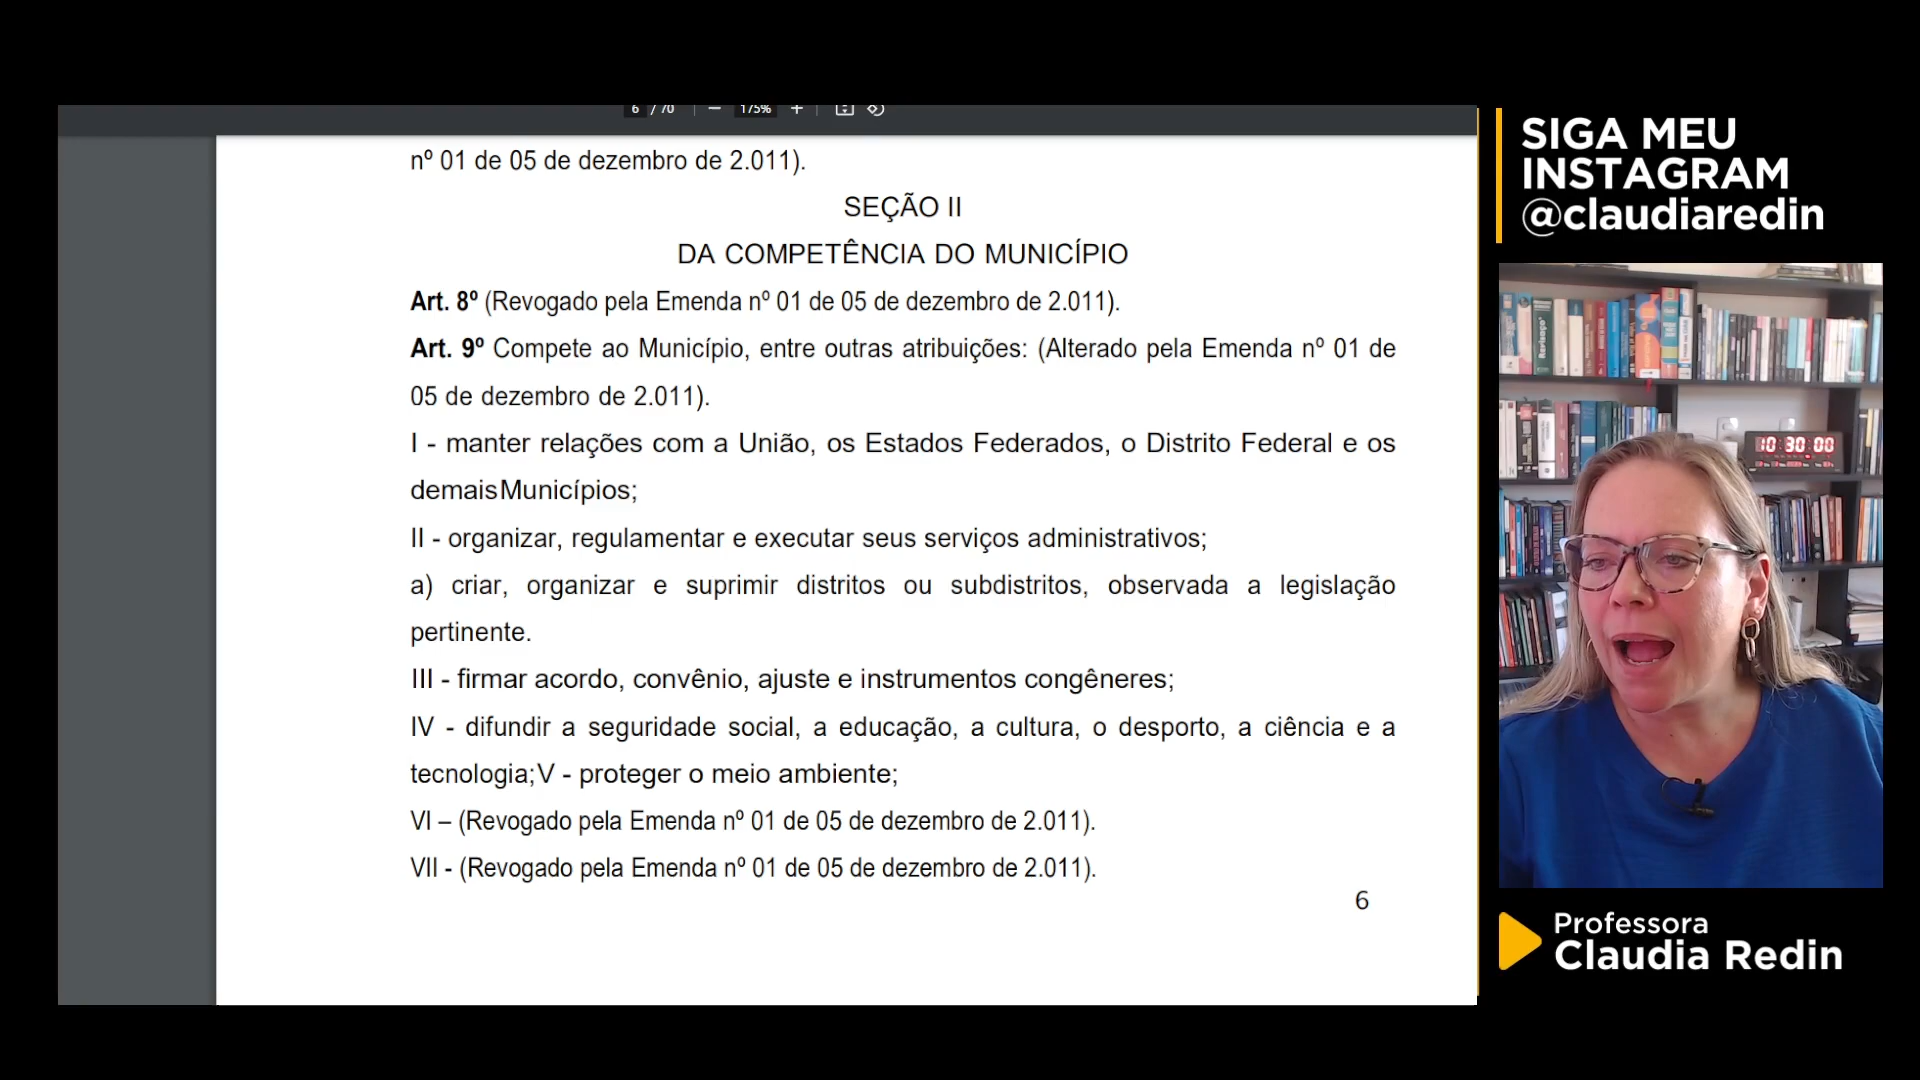 6 / 70 — 175% +
nº 01 de 05 de dezembro de 2.011).
SEÇÃO II
DA COMPETÊNCIA DO MUNICÍPIO
Art. 8º (Revogado pela Emenda nº 01 de 05 de dezembro de 2.011).
Art. 9º Compete ao Município, entre outras atribuições: (Alterado pela Emenda nº 01 de
05 de dezembro de 2.011).
I - manter relações com a União, os Estados Federados, o Distrito Federal e os
demaisMunicípios;
II - organizar, regulamentar e executar seus serviços administrativos;
a) criar, organizar e suprimir distritos ou subdistritos, observada a legislação
pertinente.
III - firmar acordo, convênio, ajuste e instrumentos congêneres;
IV - difundir a seguridade social, a educação, a cultura, o desporto, a ciência e a
tecnologia;V - proteger o meio ambiente;
VI – (Revogado pela Emenda nº 01 de 05 de dezembro de 2.011).
VII - (Revogado pela Emenda nº 01 de 05 de dezembro de 2.011).
6
SIGA MEU
INSTAGRAM
@claudiaredin
10:30:00
Professora
Claudia Redin